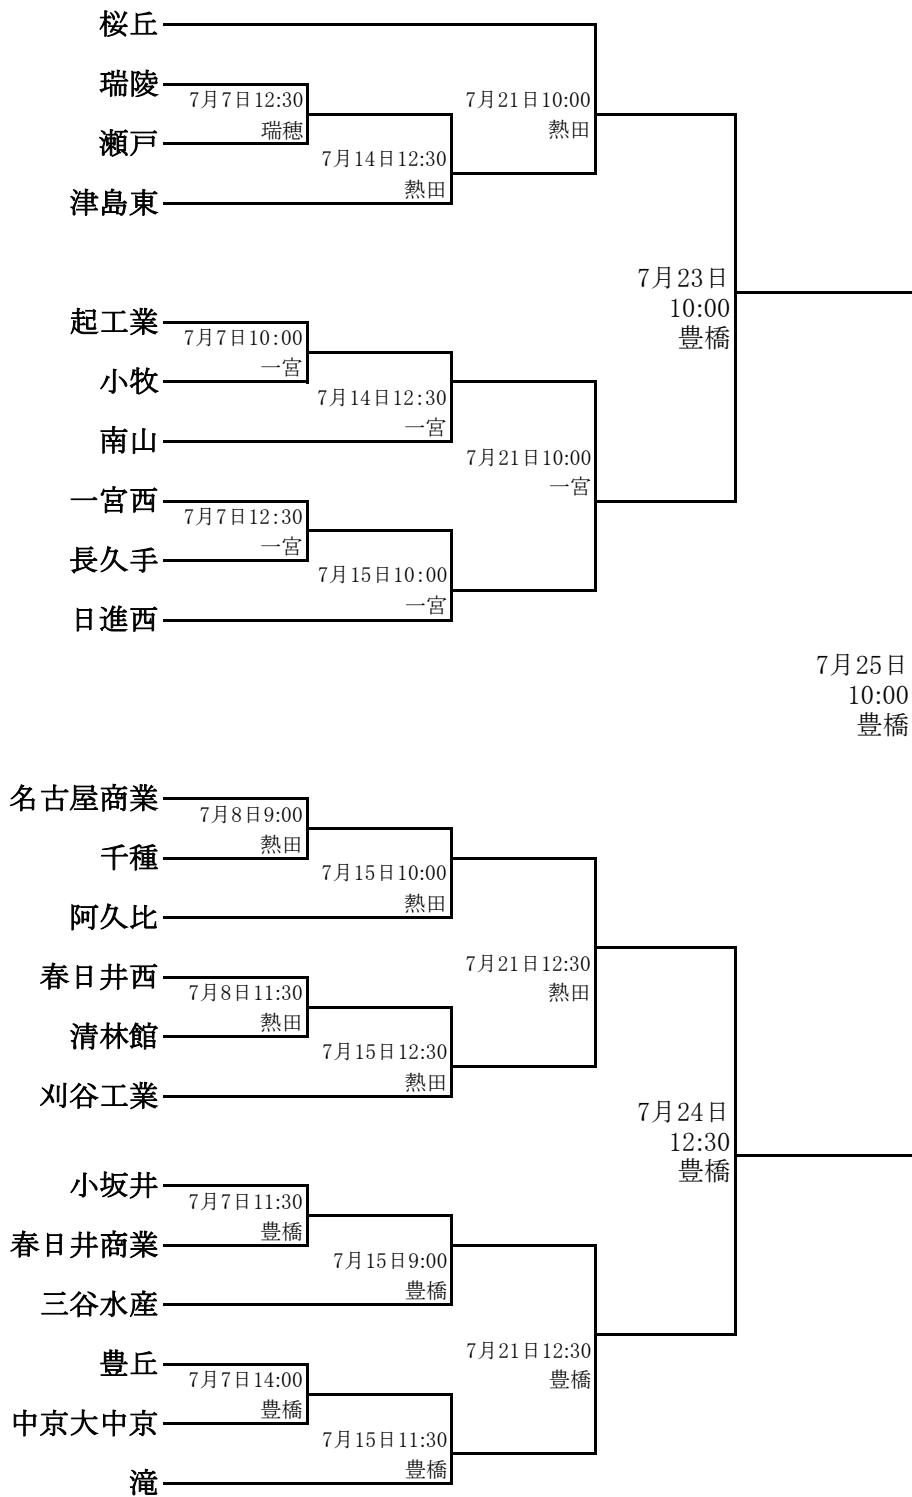 桜丘
瑞陵
7月7日12:30
瑞穂
瀬戸
7月14日12:30
熱田
津島東
7月21日10:00
熱田
7月23日
10:00
豊橋
起工業
7月7日10:00
一宮
小牧
7月14日12:30
一宮
南山
7月21日10:00
一宮
一宮西
7月7日12:30
一宮
長久手
7月15日10:00
一宮
日進西
7月25日
10:00
豊橋
名古屋商業
7月8日9:00
熱田
千種
7月15日10:00
熱田
阿久比
7月21日12:30
熱田
春日井西
7月8日11:30
熱田
清林館
7月15日12:30
熱田
刈谷工業
7月24日
12:30
豊橋
小坂井
7月7日11:30
豊橋
春日井商業
7月15日9:00
豊橋
三谷水産
7月21日12:30
豊橋
豊丘
7月7日14:00
豊橋
中京大中京
7月15日11:30
豊橋
滝